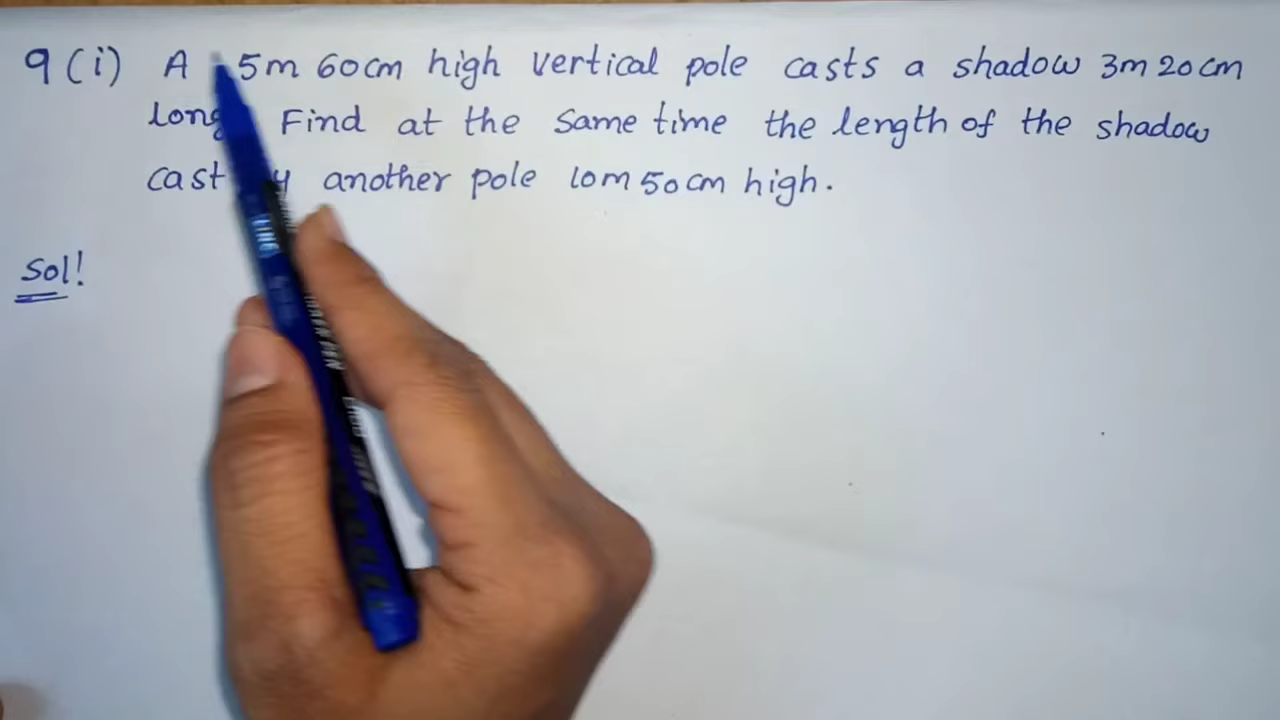 9(i) A 5m 60cm high vertical pole casts a shadow 3m 20cm
long Find at the same time the length of the shadow
cast another pole 10m 50cm high.
Sol!